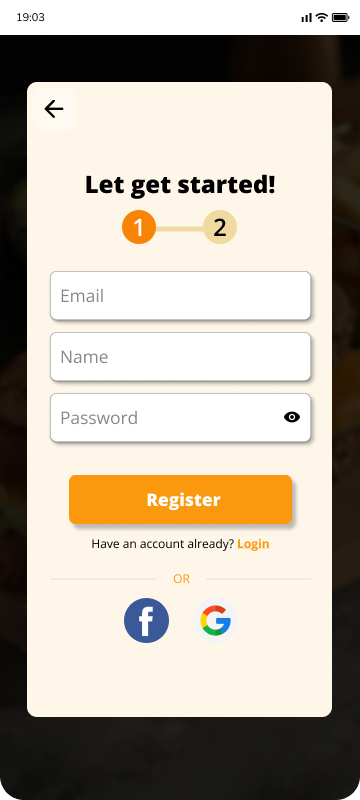 19:03
Let get started!
1 2
Email
Name
Password
Register
Have an account already? Login
OR